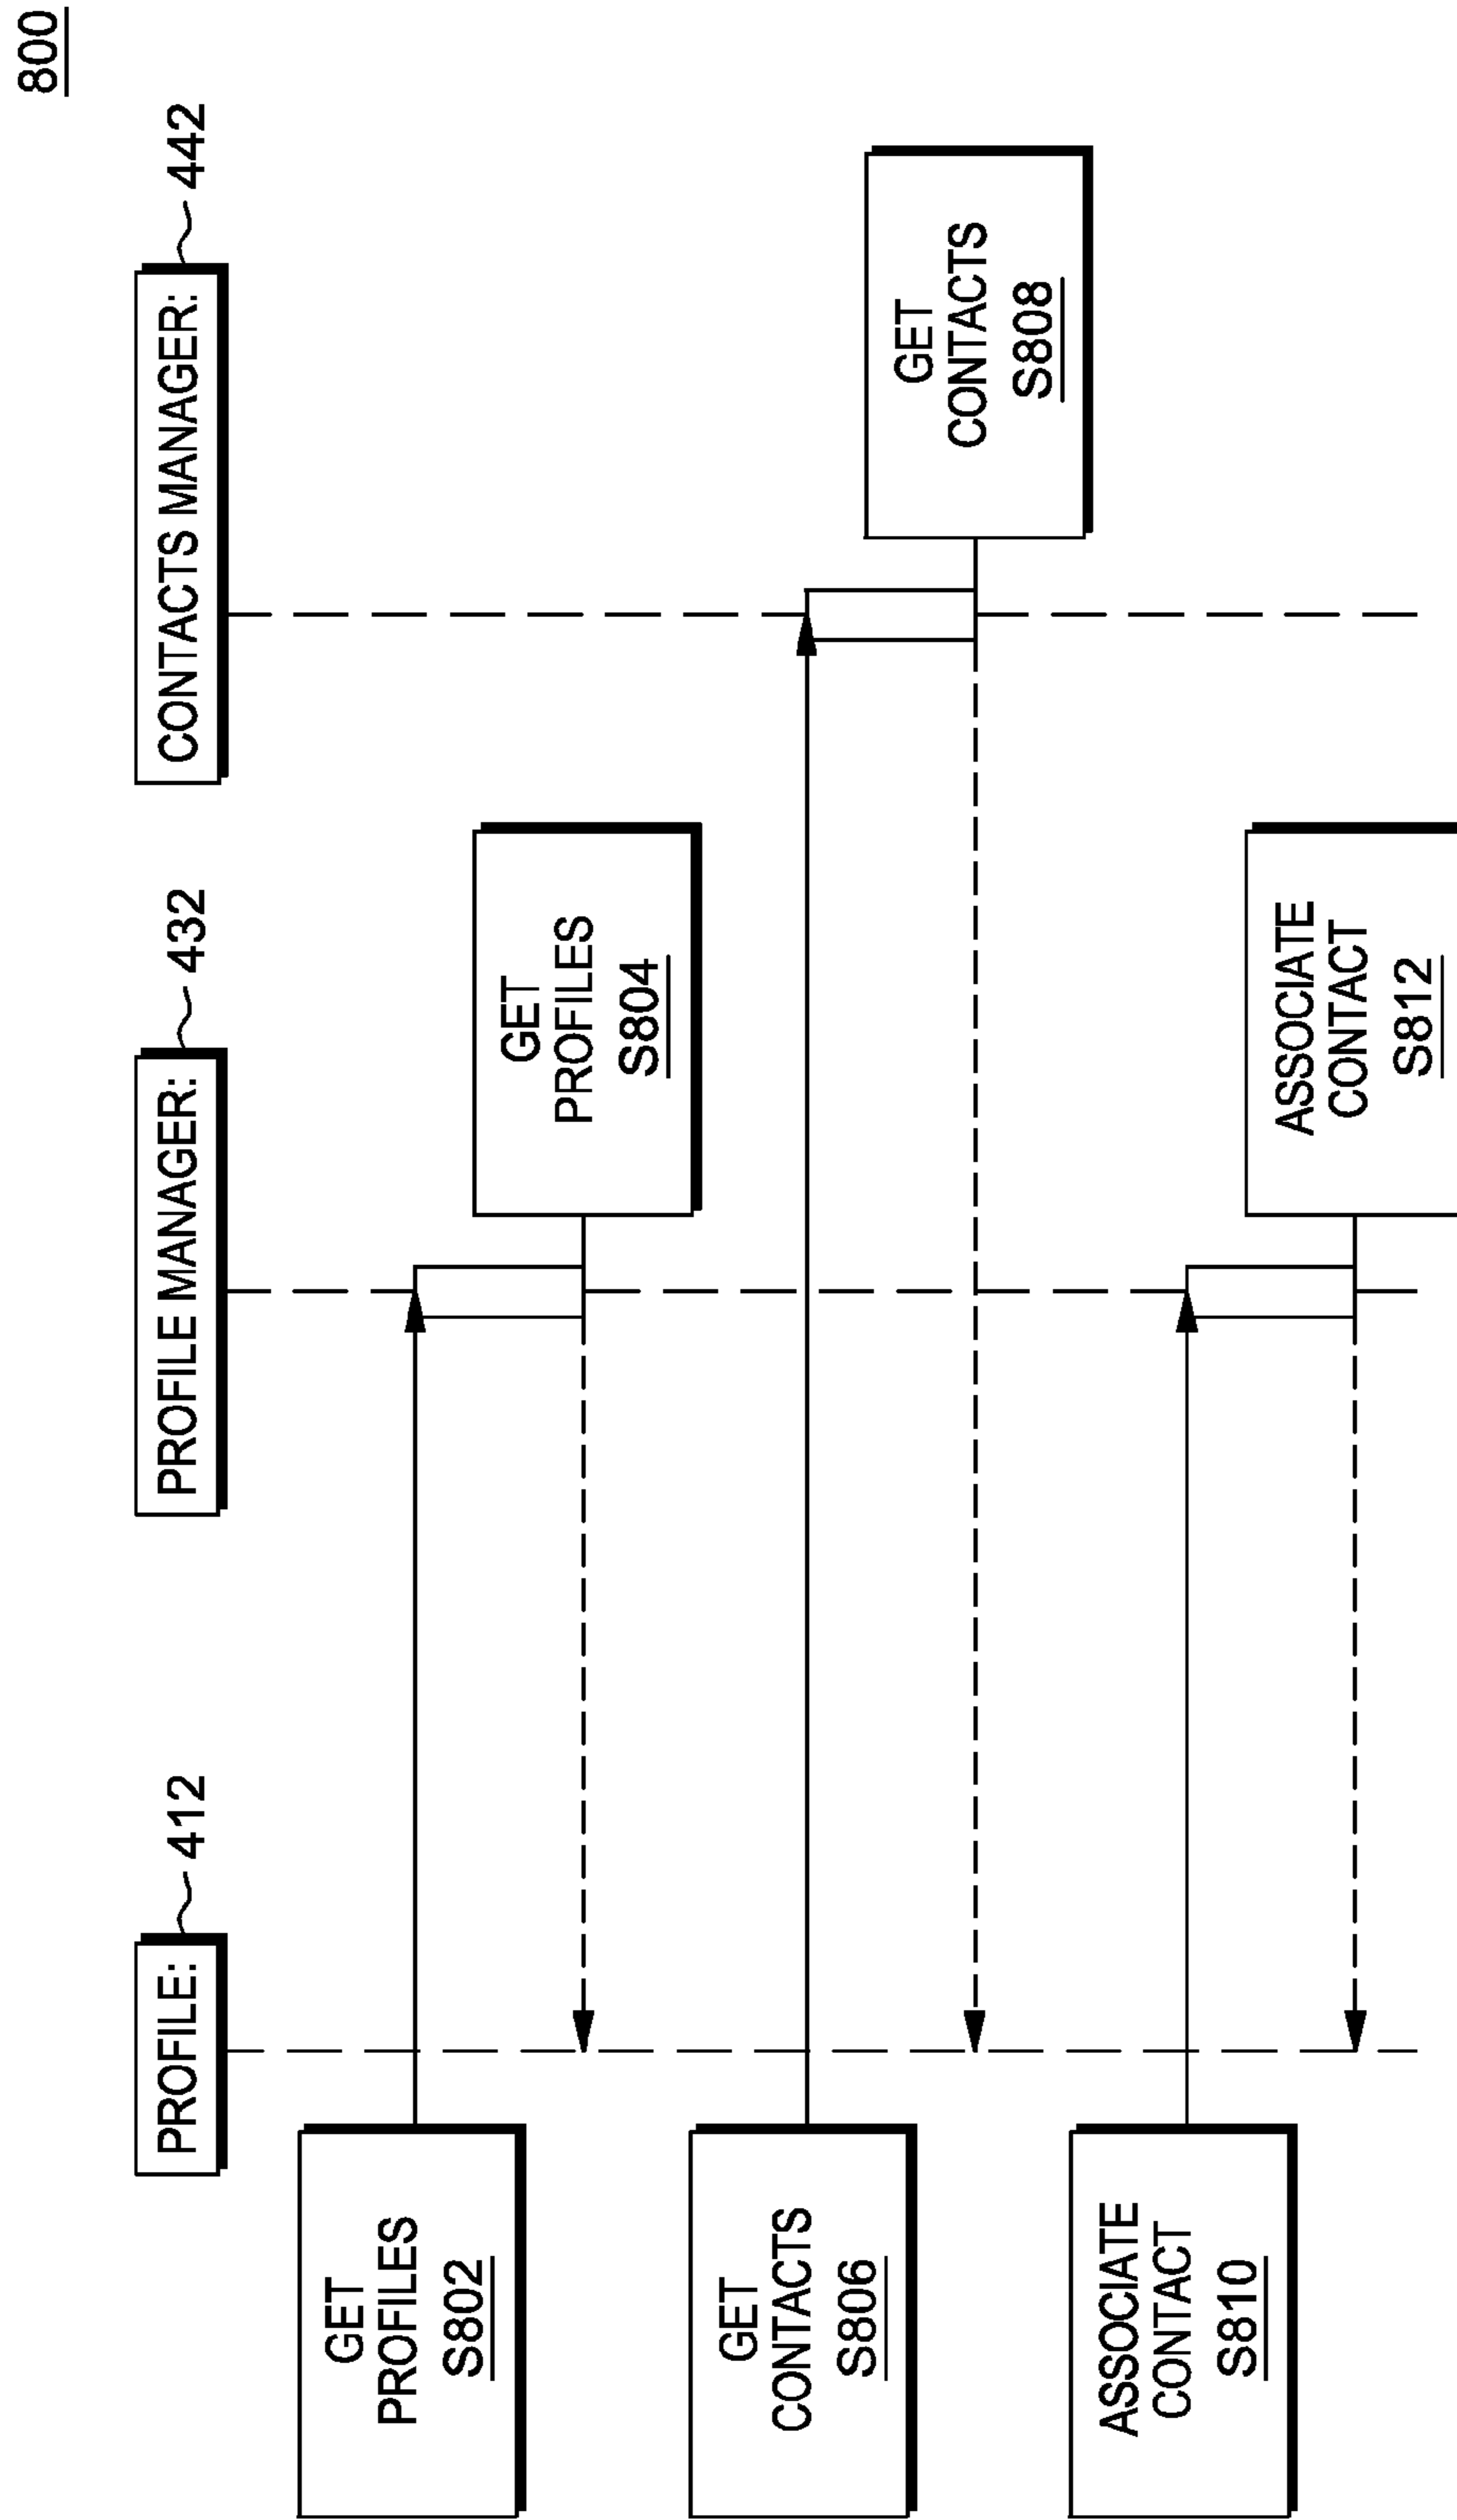 800
PROFILE:
412
PROFILE MANAGER:
432
CONTACTS MANAGER:
442
GET
PROFILES
S802
GET
PROFILES
S804
GET
CONTACTS
S806
GET
CONTACTS
S808
ASSOCIATE
CONTACT
S810
ASSOCIATE
CONTACT
S812